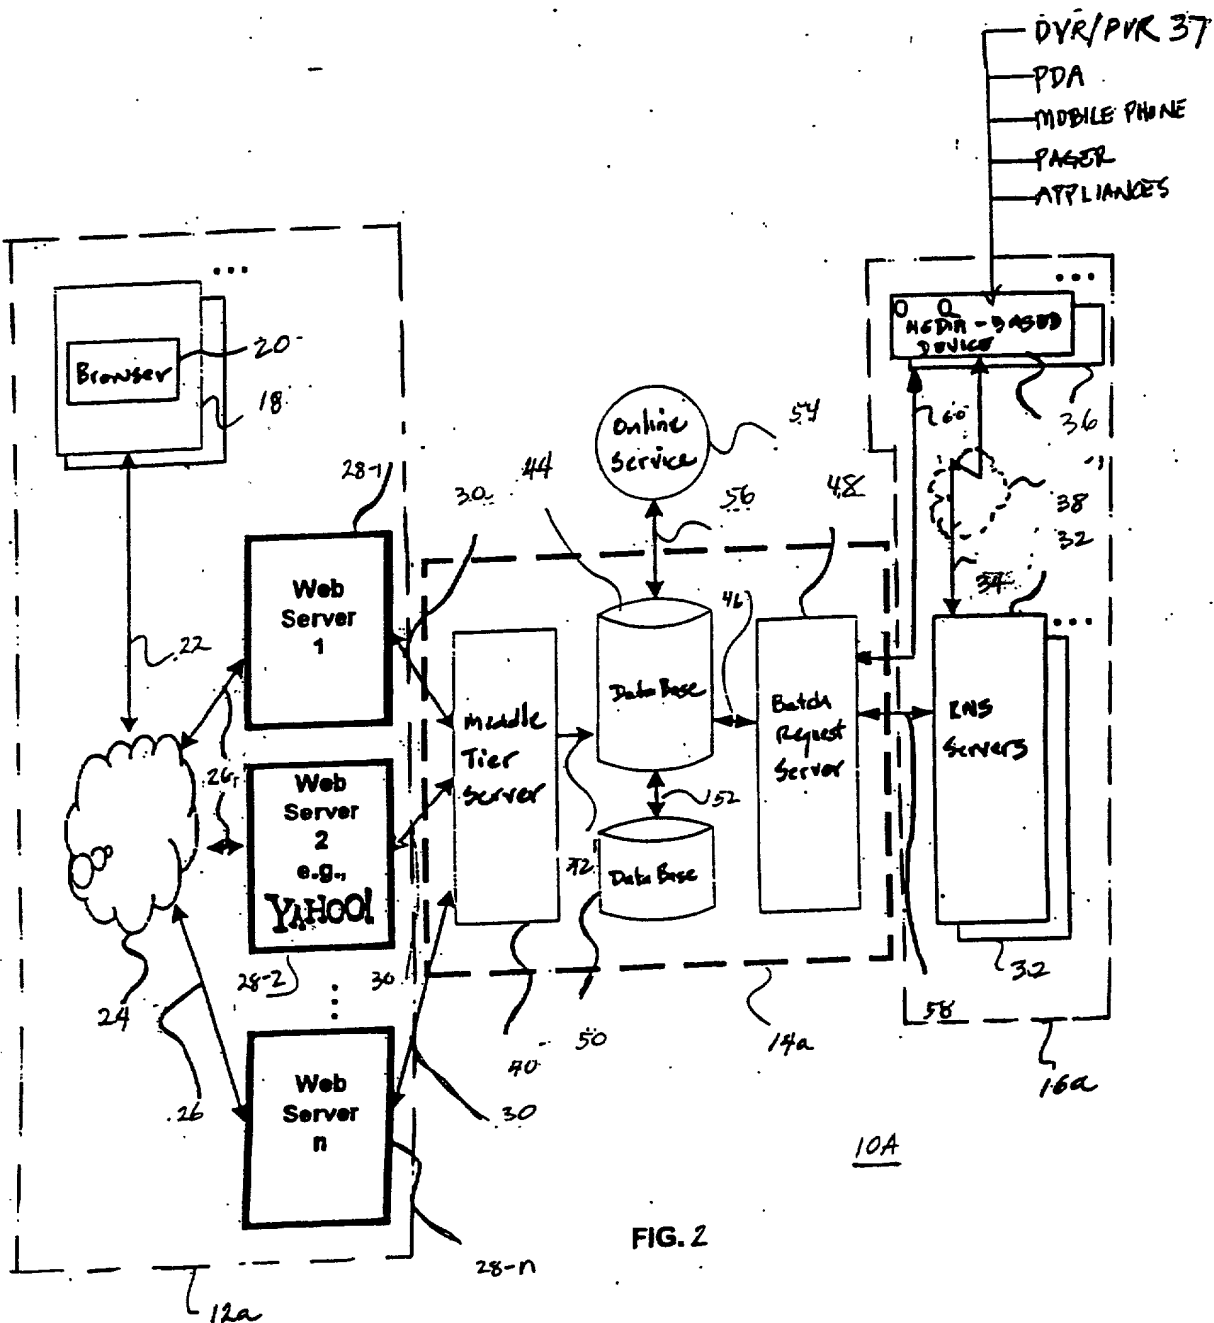 DVR/PVR 37
PDA
MOBILE PHONE
PAGER
APPLIANCES
...
...
MEDIA-BASED
DEVICE
Browser
20
18
36
60
Online
Service
54
28-1
44
30
56
48
38
32
34
46
Web
Server
1
22
...
Middle
Tier
Server
Data Base
Batch
Request
Server
Servers
26
Web
Server
2
e.g.,
YAHOO!
52
Data Base
28-2
30
24
26
40
50
14a
32
58
16a
Web
Server
n
30
10A
28-n
FIG. 2
12a